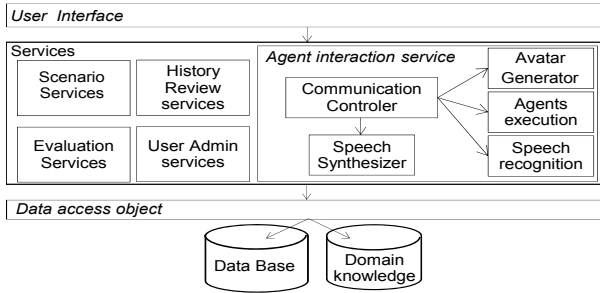 User Interface
Services
Scenario
Services
History
Review
services
Evaluation
Services
User Admin
services
Agent interaction service
Communication
Controler
Speech
Synthesizer
Avatar
Generator
Agents
execution
Speech
recognition
Data access object
Data Base
Domain
knowledge